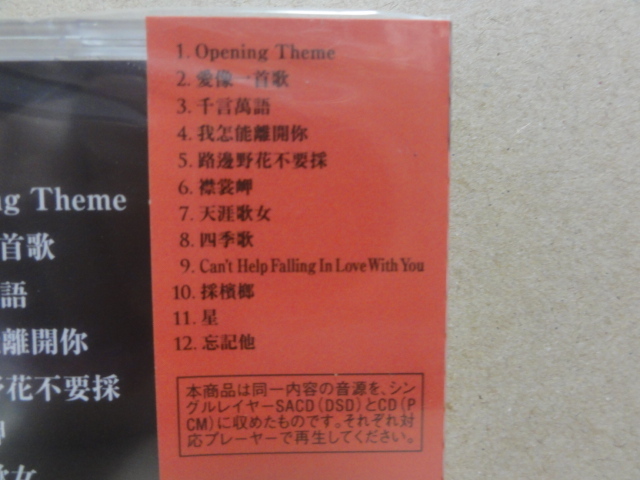 1. Opening Theme
2. 愛像一首歌
3. 千言萬語
4. 我怎能離開你
5. 路邊野花不要採
6. 襟裳岬
7. 天涯歌女
8. 四季歌
9. Can't Help Falling In Love With You
10. 採檳榔
11. 星
12. 忘記他
本商品は同一内容の音源を、シン
グルレイヤーSACD(DSD)とCD(P
CM)に収めたものです。それぞれ対
応プレーヤーで再生してください。
ng Theme
首歌
語
離開你
野花不要採
岬
歌女